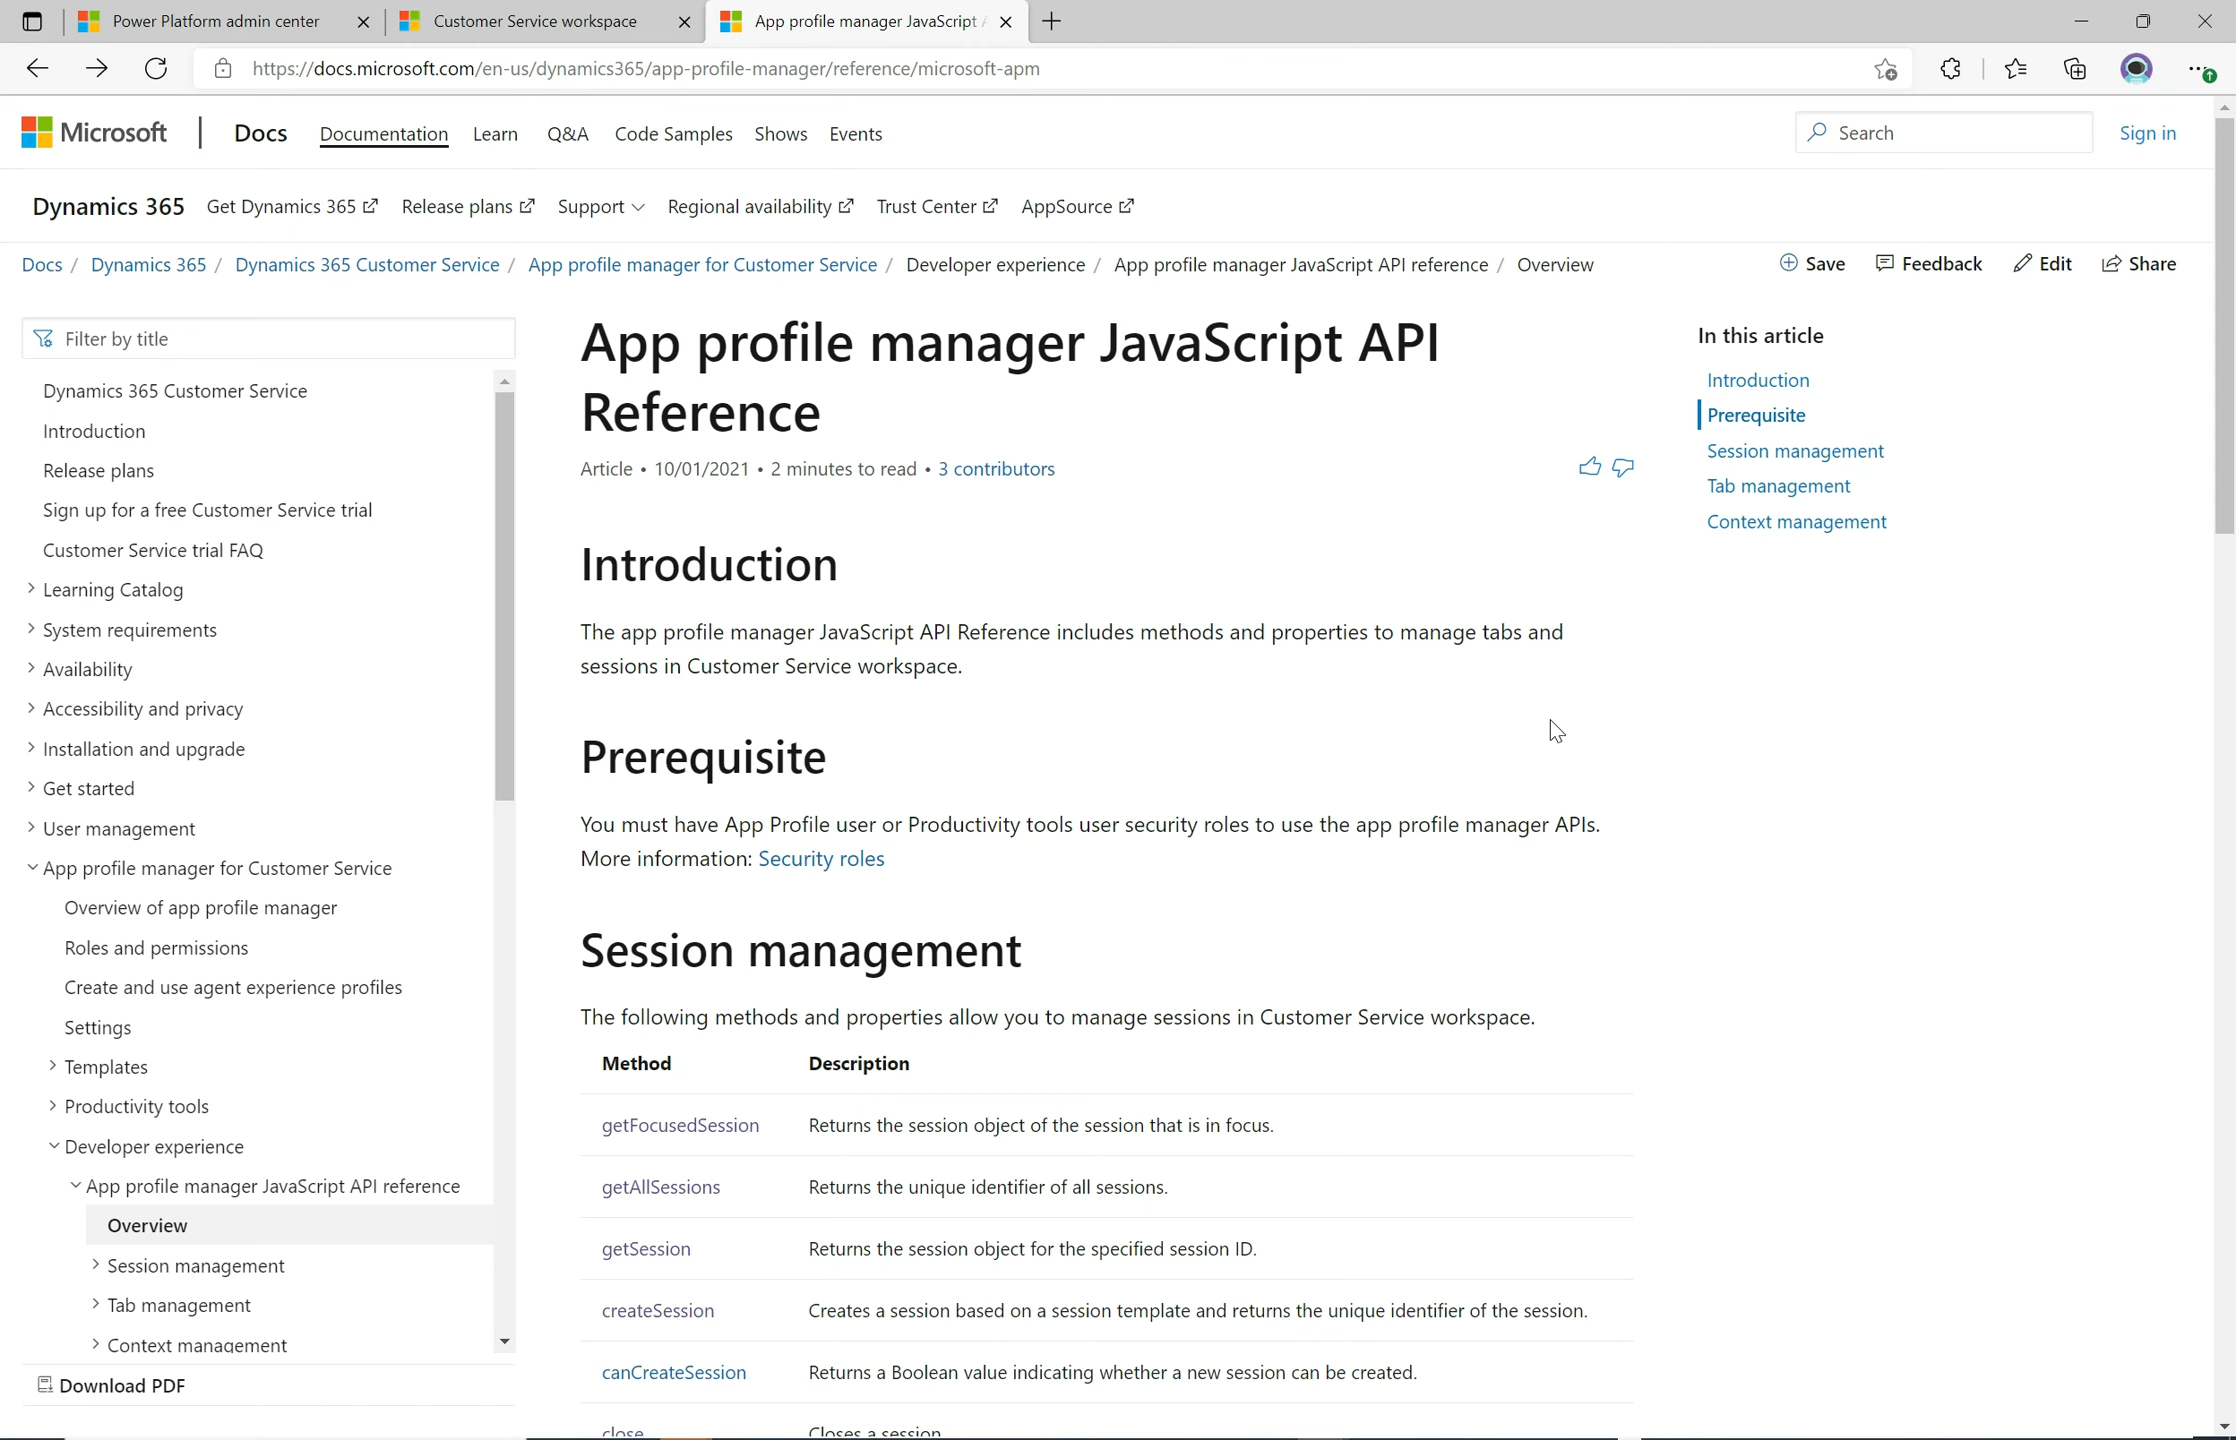 Power Platform admin center
Customer Service workspace
App profile manager JavaScript A
https://docs.microsoft.com/en-us/dynamics365/app-profile-manager/reference/microsoft-apm
Microsoft
Docs
Documentation
Learn
Q&A
Code Samples
Shows
Events
Search
Sign in
Dynamics 365
Get Dynamics 365
Release plans
Support
Regional availability
Trust Center
AppSource
Docs / Dynamics 365 / Dynamics 365 Customer Service / App profile manager for Customer Service / Developer experience / App profile manager JavaScript API reference / Overview
Save
Feedback
Edit
Share
Filter by title
Dynamics 365 Customer Service
Introduction
Release plans
Sign up for a free Customer Service trial
Customer Service trial FAQ
Learning Catalog
System requirements
Availability
Accessibility and privacy
Installation and upgrade
Get started
User management
App profile manager for Customer Service
Overview of app profile manager
Roles and permissions
Create and use agent experience profiles
Settings
Templates
Productivity tools
Developer experience
App profile manager JavaScript API reference
Overview
Session management
Tab management
Context management
Download PDF
App profile manager JavaScript API
Reference
Article • 10/01/2021 • 2 minutes to read • 3 contributors
Introduction
The app profile manager JavaScript API Reference includes methods and properties to manage tabs and
sessions in Customer Service workspace.
Prerequisite
You must have App Profile user or Productivity tools user security roles to use the app profile manager APIs.
More information: Security roles
Session management
The following methods and properties allow you to manage sessions in Customer Service workspace.
Method Description
getFocusedSession Returns the session object of the session that is in focus.
getAllSessions Returns the unique identifier of all sessions.
getSession Returns the session object for the specified session ID.
createSession Creates a session based on a session template and returns the unique identifier of the session.
canCreateSession Returns a Boolean value indicating whether a new session can be created.
close Closes a session
In this article
Introduction
Prerequisite
Session management
Tab management
Context management